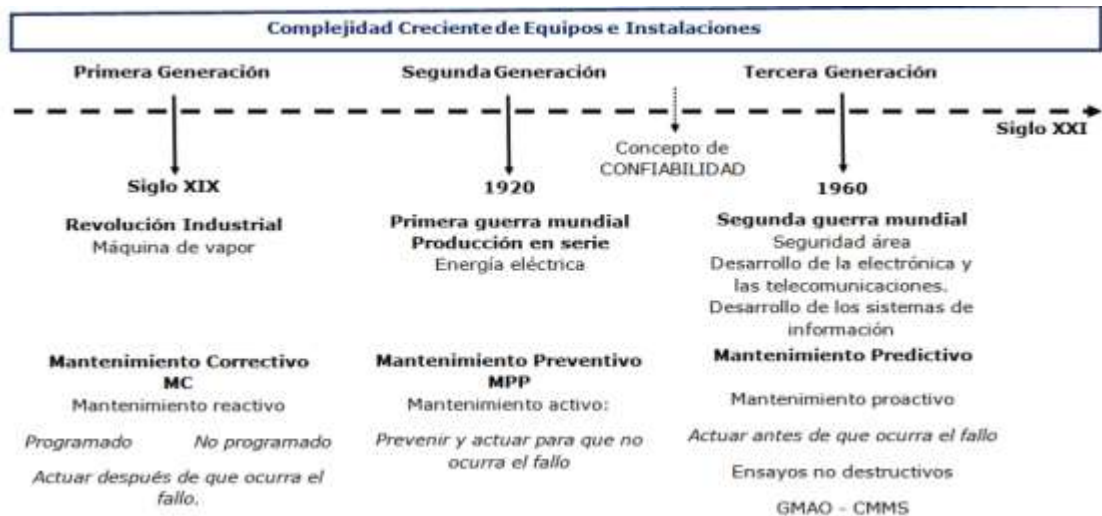 Complejidad Creciente de Equipos e Instalaciones
Primera Generación
Segunda Generación
Tercera Generación
Siglo XXI
Concepto de
CONFIABILIDAD
Siglo XIX
Revolución Industrial
Máquina de vapor
1920
Primera guerra mundial
Producción en serie
Energía eléctrica
1960
Segunda guerra mundial
Seguridad área
Desarrollo de la electrónica y
las telecomunicaciones.
Desarrollo de los sistemas de
información
Mantenimiento Correctivo
MC
Mantenimiento reactivo
Programado No programado
Actuar después de que ocurra el
fallo.
Mantenimiento Preventivo
MPP
Mantenimiento activo:
Prevenir y actuar para que no
ocurra el fallo
Mantenimiento Predictivo
Mantenimiento proactivo
Actuar antes de que ocurra el fallo
Ensayos no destructivos
GMAO - CMMS